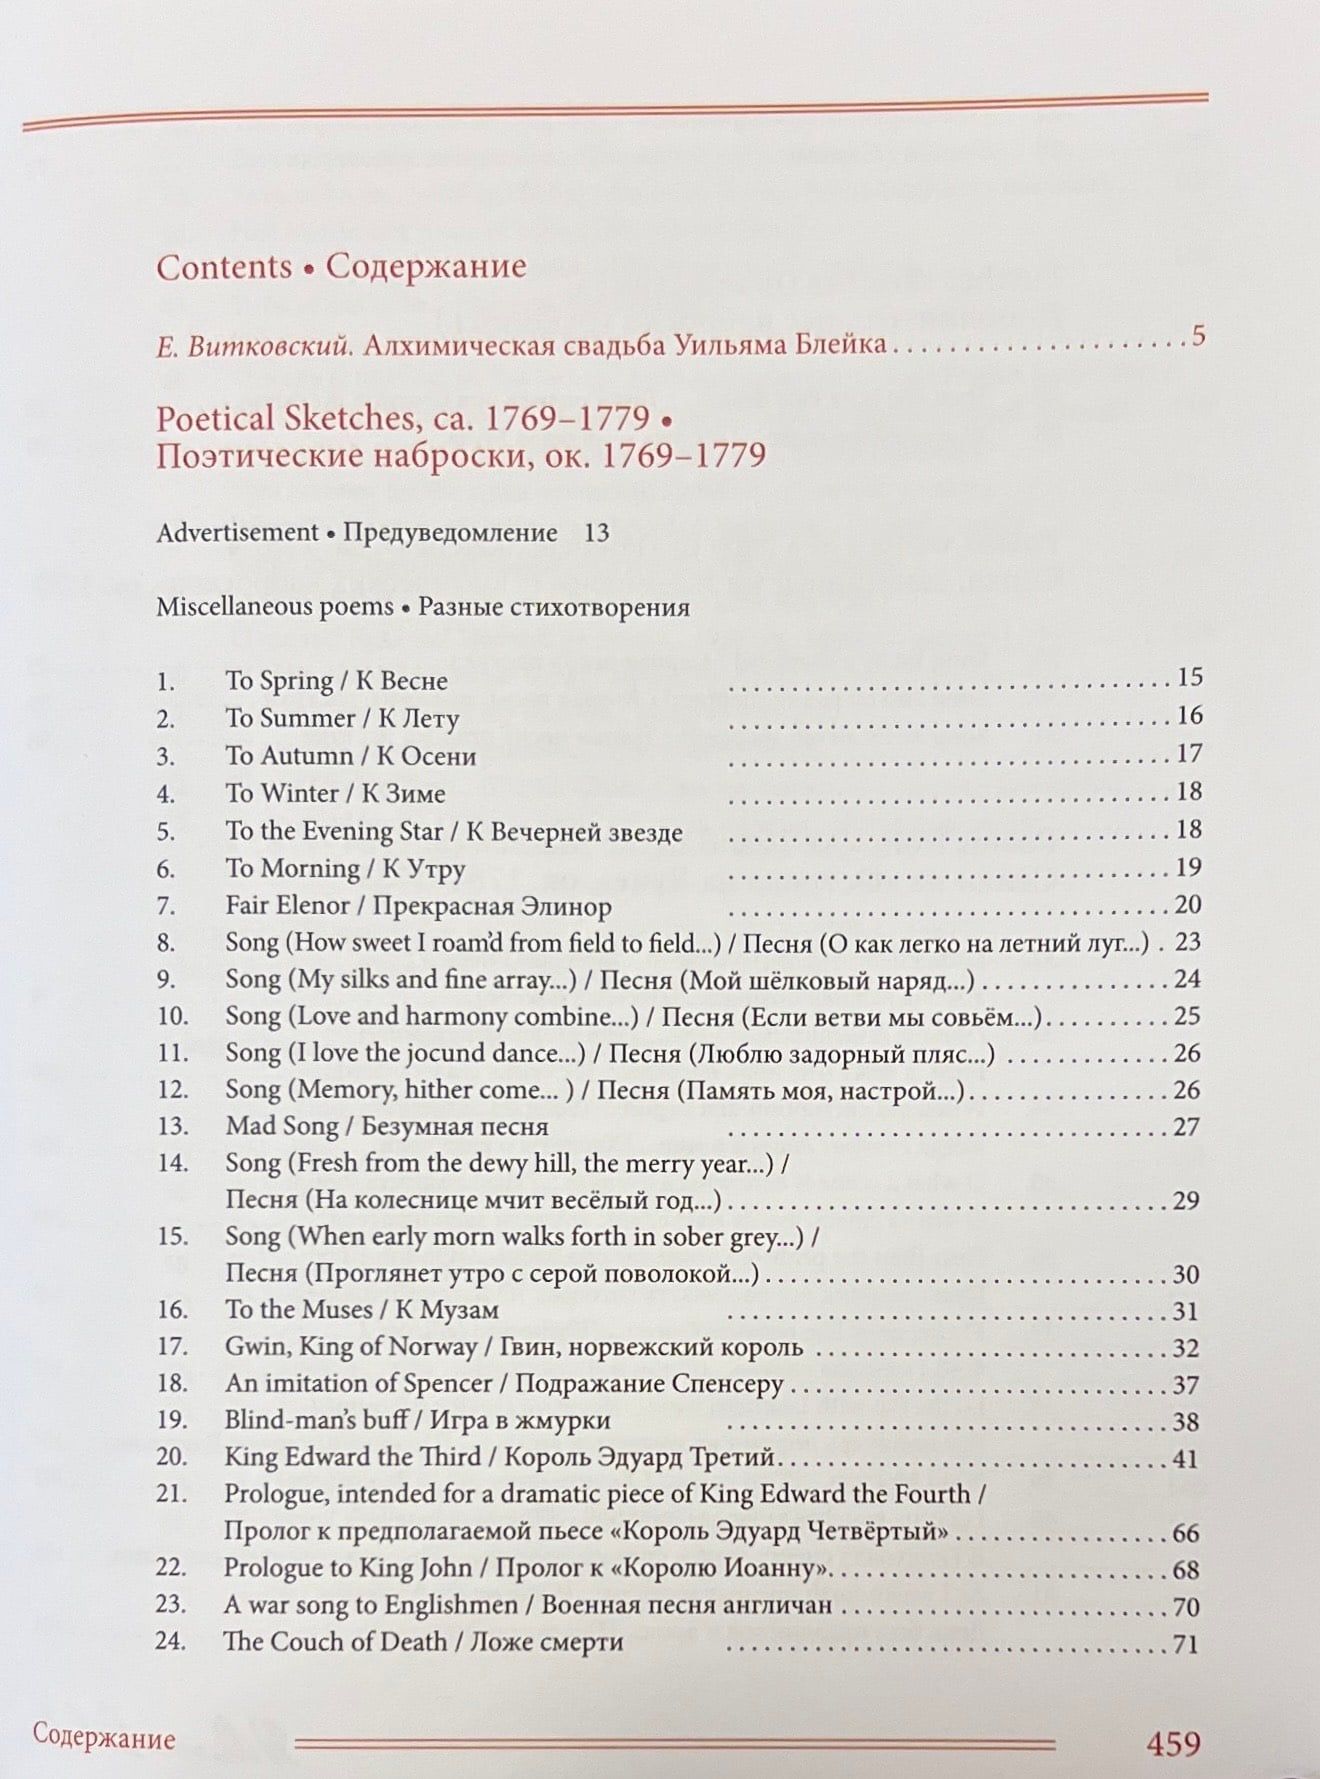 Contents • Содержание
Е. Витковский. Алхимическая свадьба Уильяма Блейка......................5
Poetical Sketches, ca. 1769–1779 •
Поэтические наброски, ок. 1769–1779
Advertisement • Предуведомление 13
Miscellaneous poems • Разные стихотворения
1. To Spring / К Весне ...................................15
2. To Summer / К Лету ...................................16
3. To Autumn / К Осени ...................................17
4. To Winter / К Зиме ...................................18
5. To the Evening Star / К Вечерней звезде ...................................18
6. To Morning / К Утру ...................................19
7. Fair Elenor / Прекрасная Элинор ...................................20
8. Song (How sweet I roam'd from field to field...) / Песня (О как легко на летний луг...) . 23
9. Song (My silks and fine array...) / Песня (Мой шёлковый наряд...) ...............24
10. Song (Love and harmony combine...) / Песня (Если ветви мы совьём...)..........25
11. Song (I love the jocund dance...) / Песня (Люблю задорный пляс...) .............26
12. Song (Memory, hither come... ) / Песня (Память моя, настрой...)................26
13. Mad Song / Безумная песня ...................................27
14. Song (Fresh from the dewy hill, the merry year...) /
Песня (На колеснице мчит весёлый год...)...................................29
15. Song (When early morn walks forth in sober grey...) /
Песня (Проглянет утро с серой поволокой...)................................30
16. To the Muses / К Музам ...................................31
17. Gwin, King of Norway / Гвин, норвежский король ............................32
18. An imitation of Spencer / Подражание Спенсеру..............................37
19. Blind-man's buff / Игра в жмурки ...................................38
20. King Edward the Third / Король Эдуард Третий...............................41
21. Prologue, intended for a dramatic piece of King Edward the Fourth /
Пролог к предполагаемой пьесе «Король Эдуард Четвёртый» .................66
22. Prologue to King John / Пролог к «Королю Иоанну»...........................68
23. A war song to Englishmen / Военная песня англичан ..........................70
24. The Couch of Death / Ложе смерти ...................................71
Содержание 459